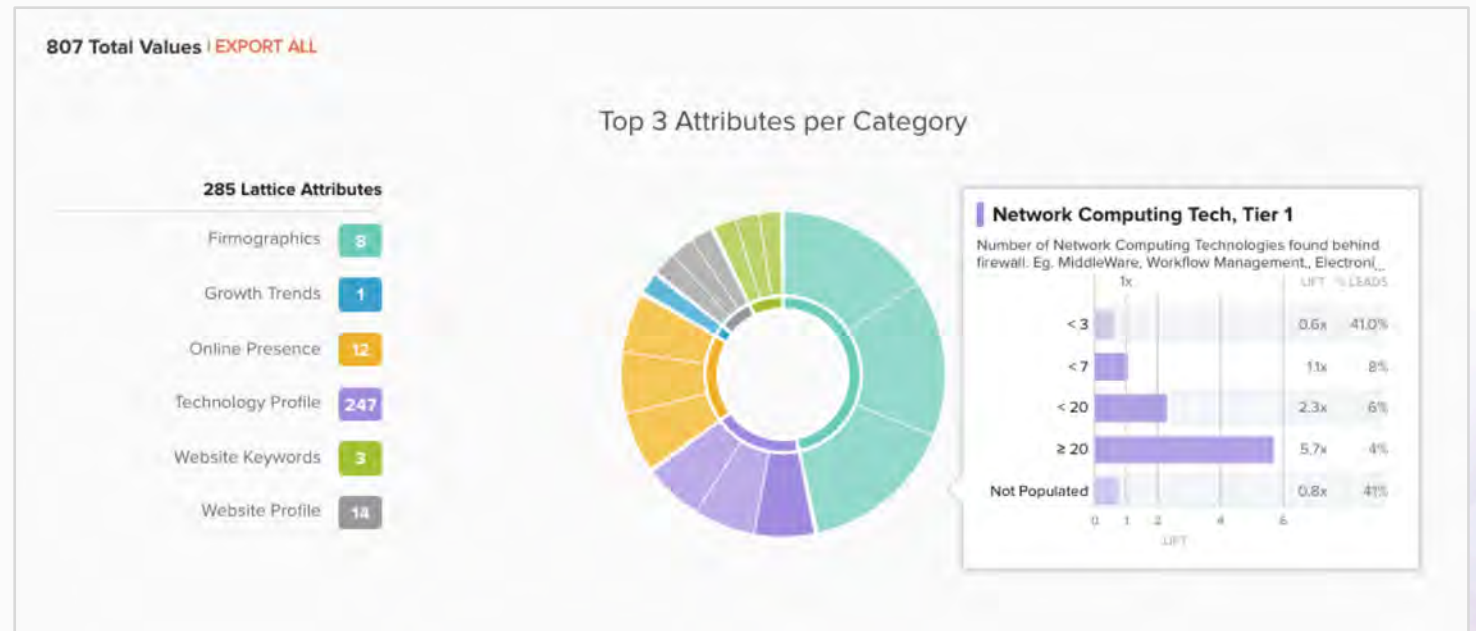 807 Total Values | EXPORT ALL
Top 3 Attributes per Category
285 Lattice Attributes
Firmographics 8
Growth Trends 1
Online Presence 12
Technology Profile 247
Website Keywords 3
Website Profile 14
Network Computing Tech, Tier 1
Number of Network Computing Technologies found behind
firewall. Eg. MiddleWare, Workflow Management,, Electroni...
1x LIFT % LEADS
< 3 0.6x 41.0%
< 7 1.1x 8%
< 20 2.3x 6%
≥ 20 5.7x 4%
Not Populated 0.8x 41%
0 1 2 4 6
LIFT